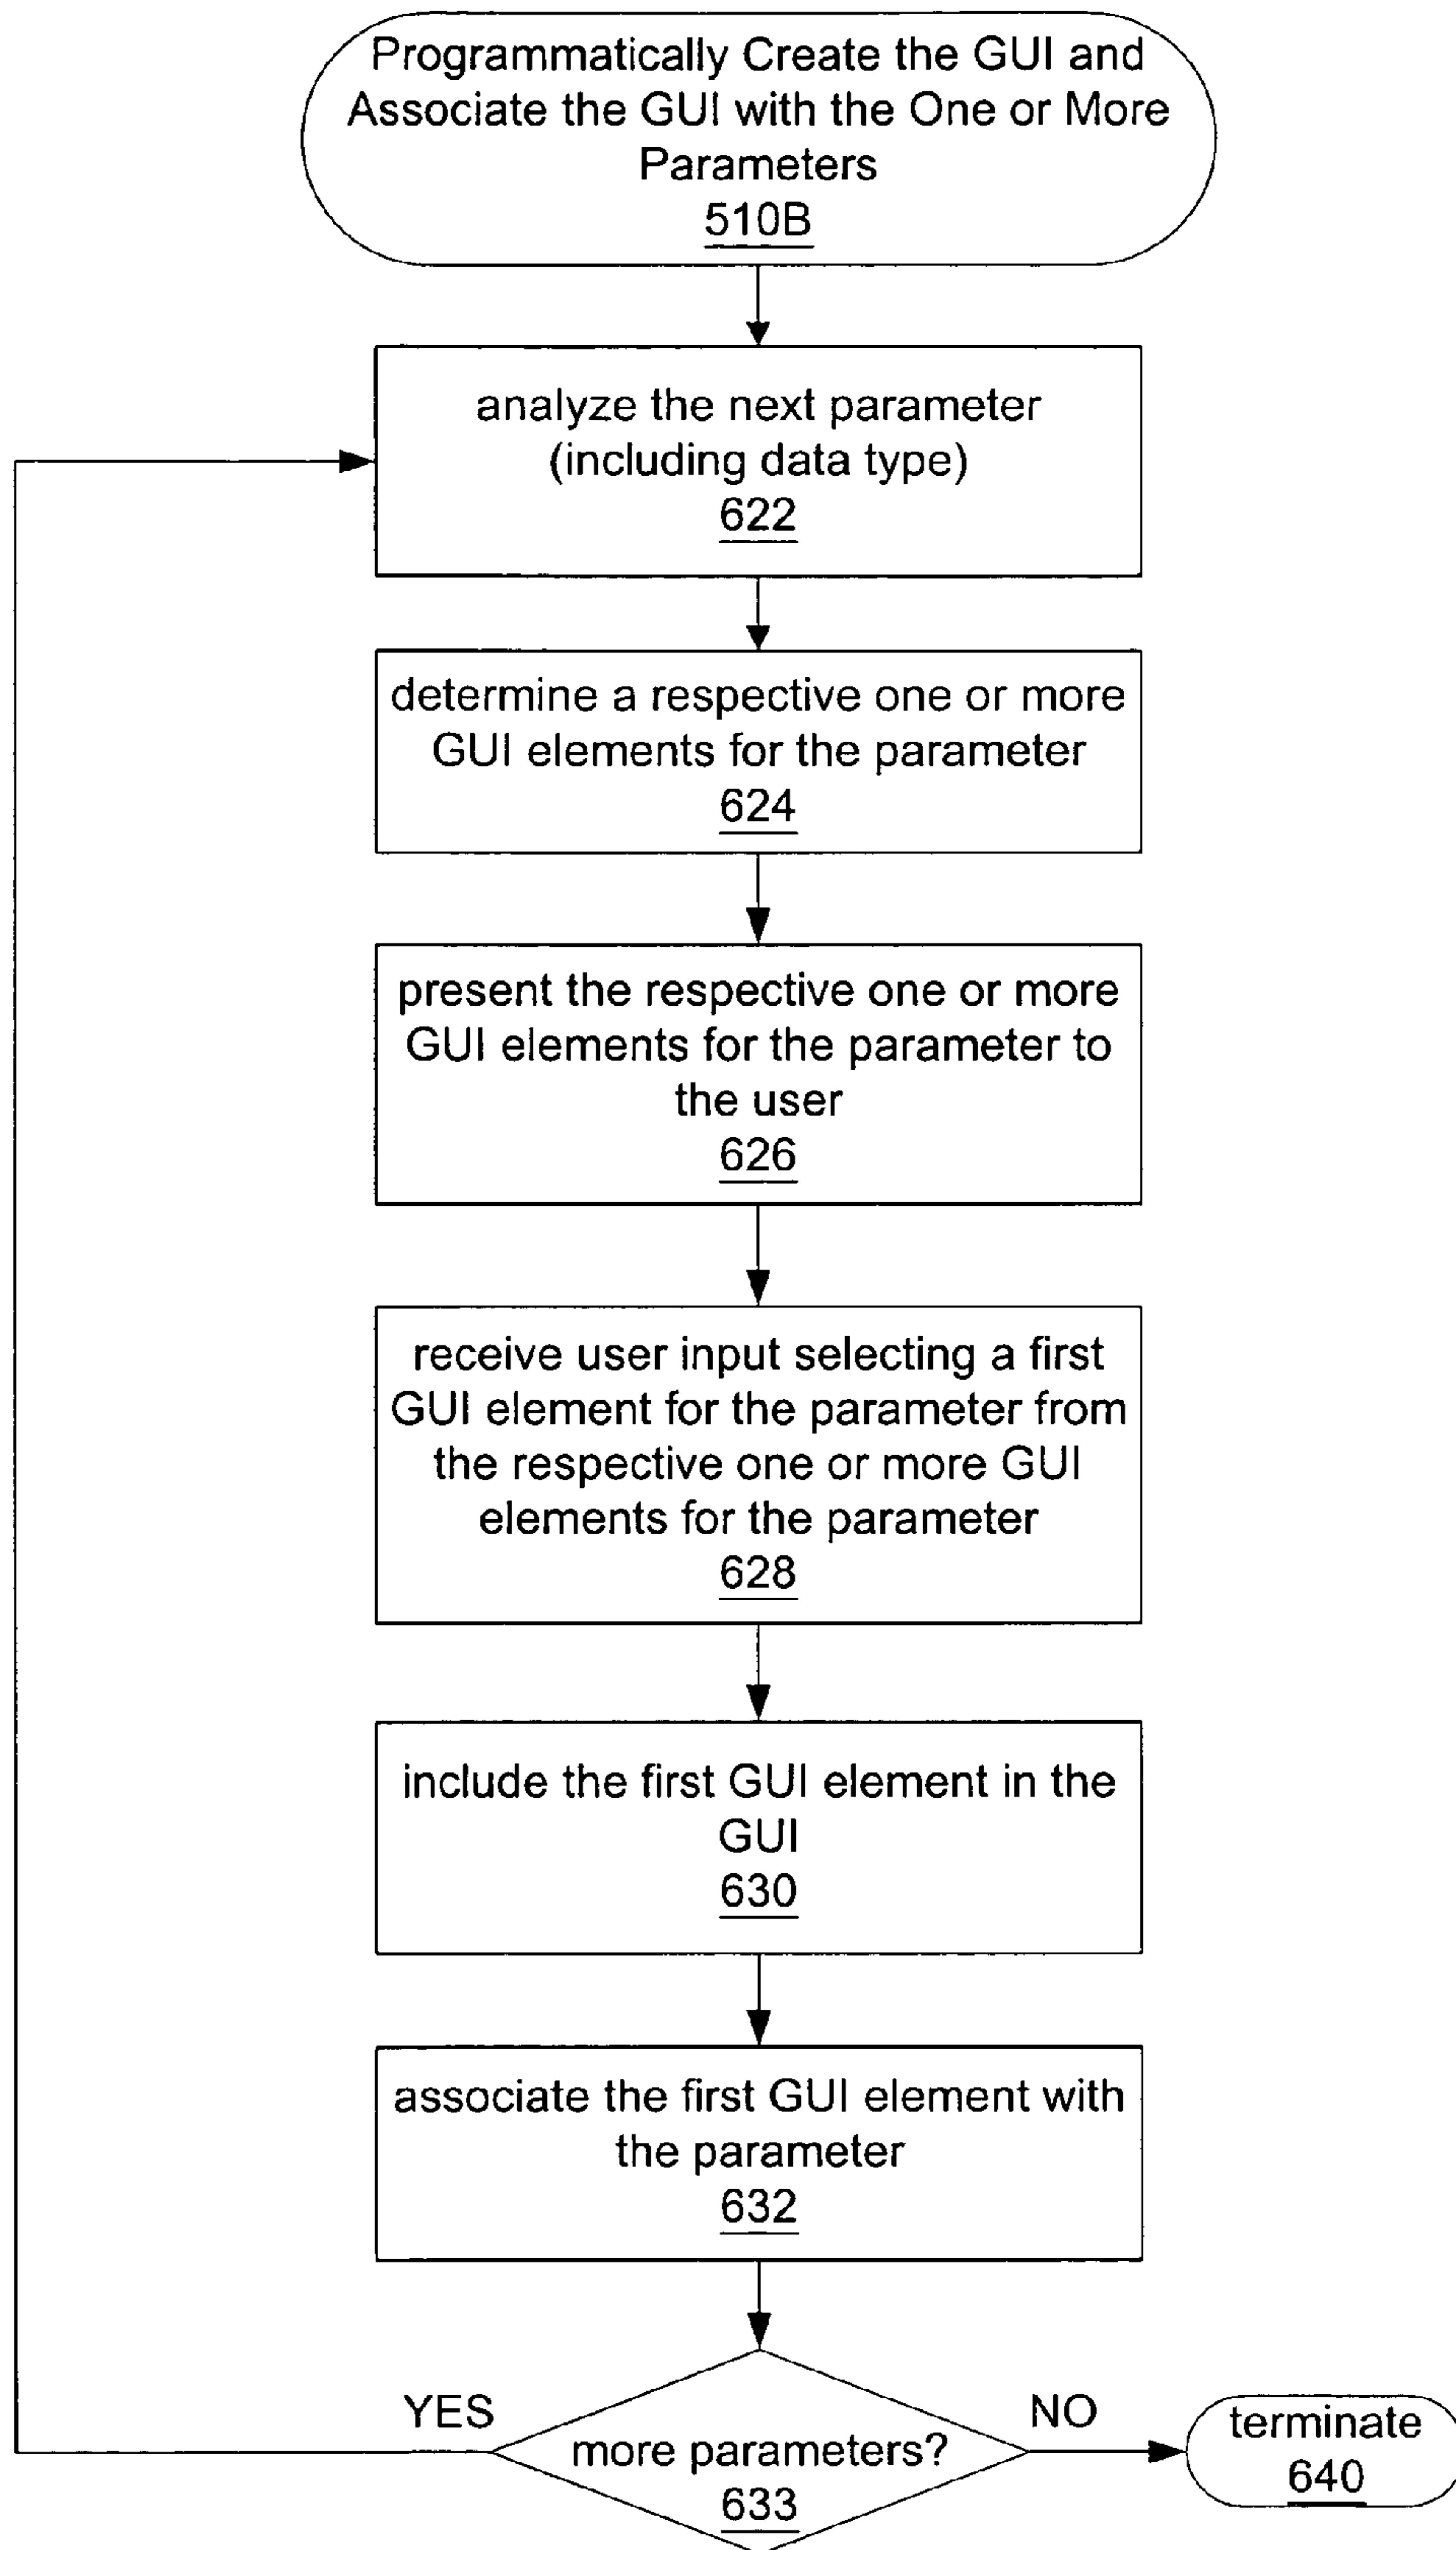 Programmatically Create the GUI and
Associate the GUI with the One or More
Parameters
510B
analyze the next parameter
(including data type)
622
determine a respective one or more
GUI elements for the parameter
624
present the respective one or more
GUI elements for the parameter to
the user
626
receive user input selecting a first
GUI element for the parameter from
the respective one or more GUI
elements for the parameter
628
include the first GUI element in the
GUI
630
associate the first GUI element with
the parameter
632
YES
more parameters?
633
NO
terminate
640